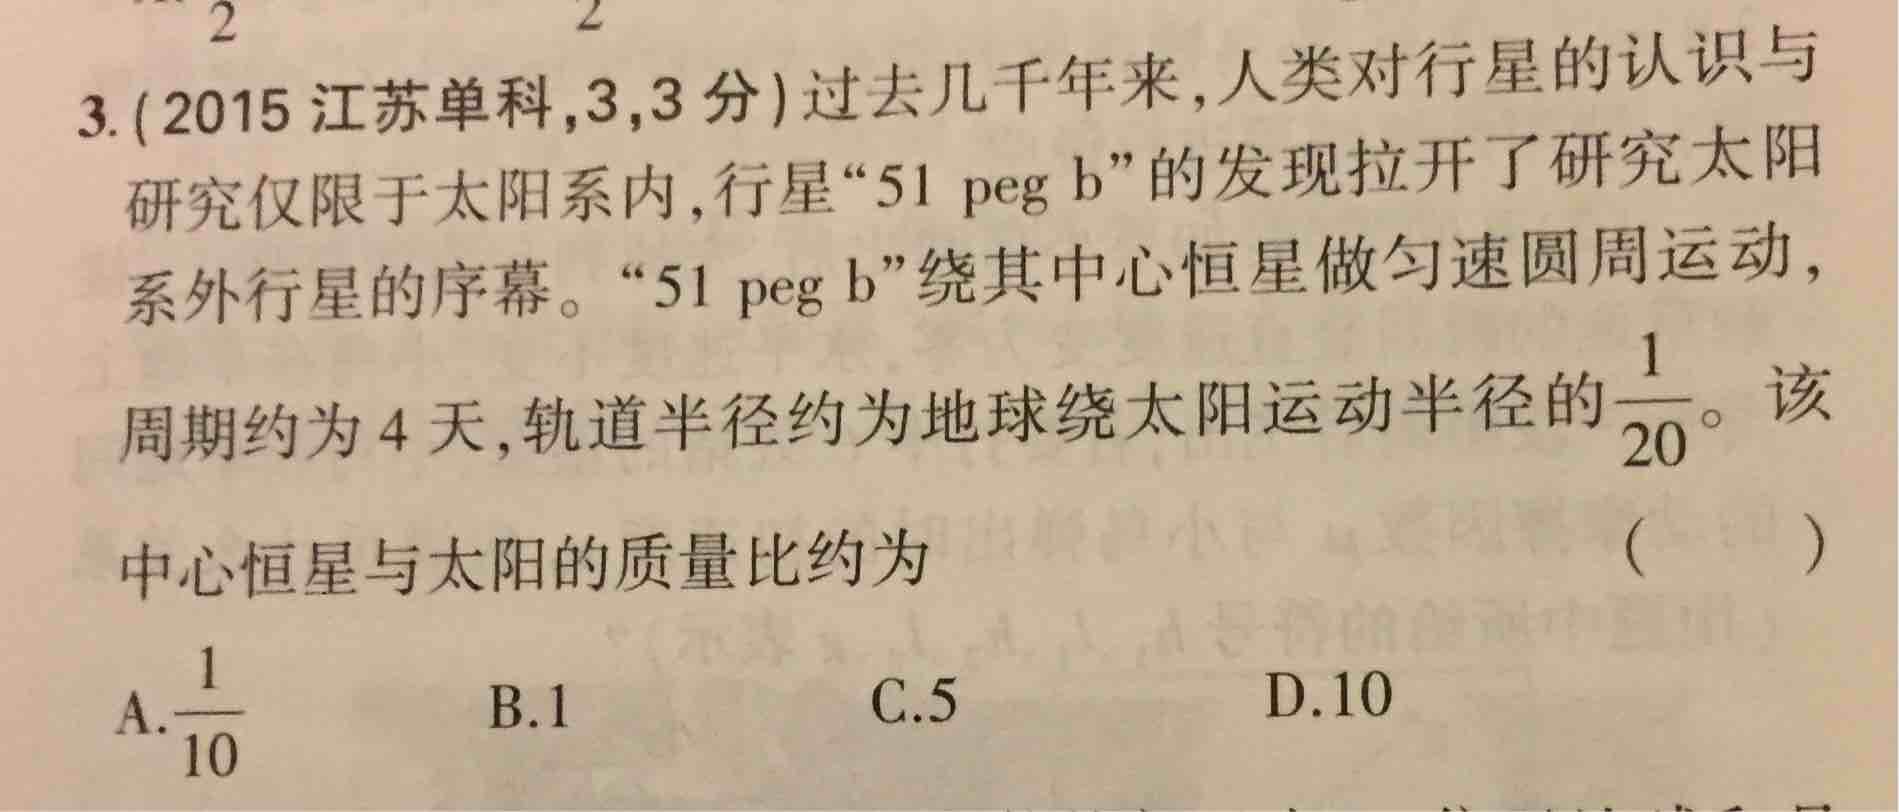 2 2
3.(2015江苏单科,3,3分)过去几千年来,人类对行星的认识与
研究仅限于太阳系内,行星“51 peg b”的发现拉开了研究太阳
系外行星的序幕。“51 peg b”绕其中心恒星做匀速圆周运动,
周期约为4天,轨道半径约为地球绕太阳运动半径的1/20。该
中心恒星与太阳的质量比约为 ( )
A.1/10 B.1 C.5 D.10